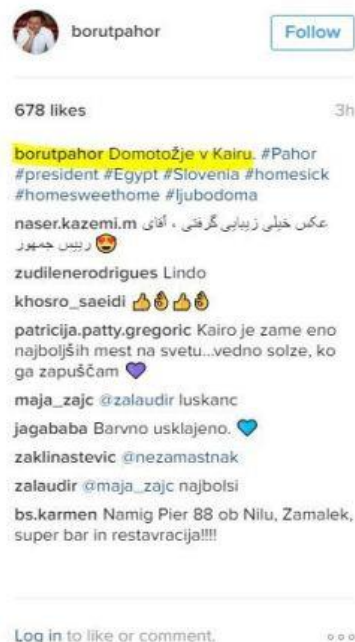 borutpahor
Follow
678 likes
3h
borutpahor Domotožje v Kairu. #Pahor
#president #Egypt #Slovenia #homesick
#homesweethome #ljubodoma
naser.kazemi.m عکس خیلی زیبایی گرفتی ، آقای
رییس جمهور 😍
zudilenerodrigues Lindo
khosro_saeidi 👍👌👍👌
patricija.patty.gregoric Kairo je zame eno
najboljših mest na svetu...vedno solze, ko
ga zapuščam 💜
maja_zajc @zalaudir luskanc
jagababa Barvno usklajeno. 💙
zaklinastevic @nezamastnak
zalaudir @maja_zajc najbolsi
bs.karmen Namig Pier 88 ob Nilu, Zamalek,
super bar in restavracija!!!!
Log in to like or comment.